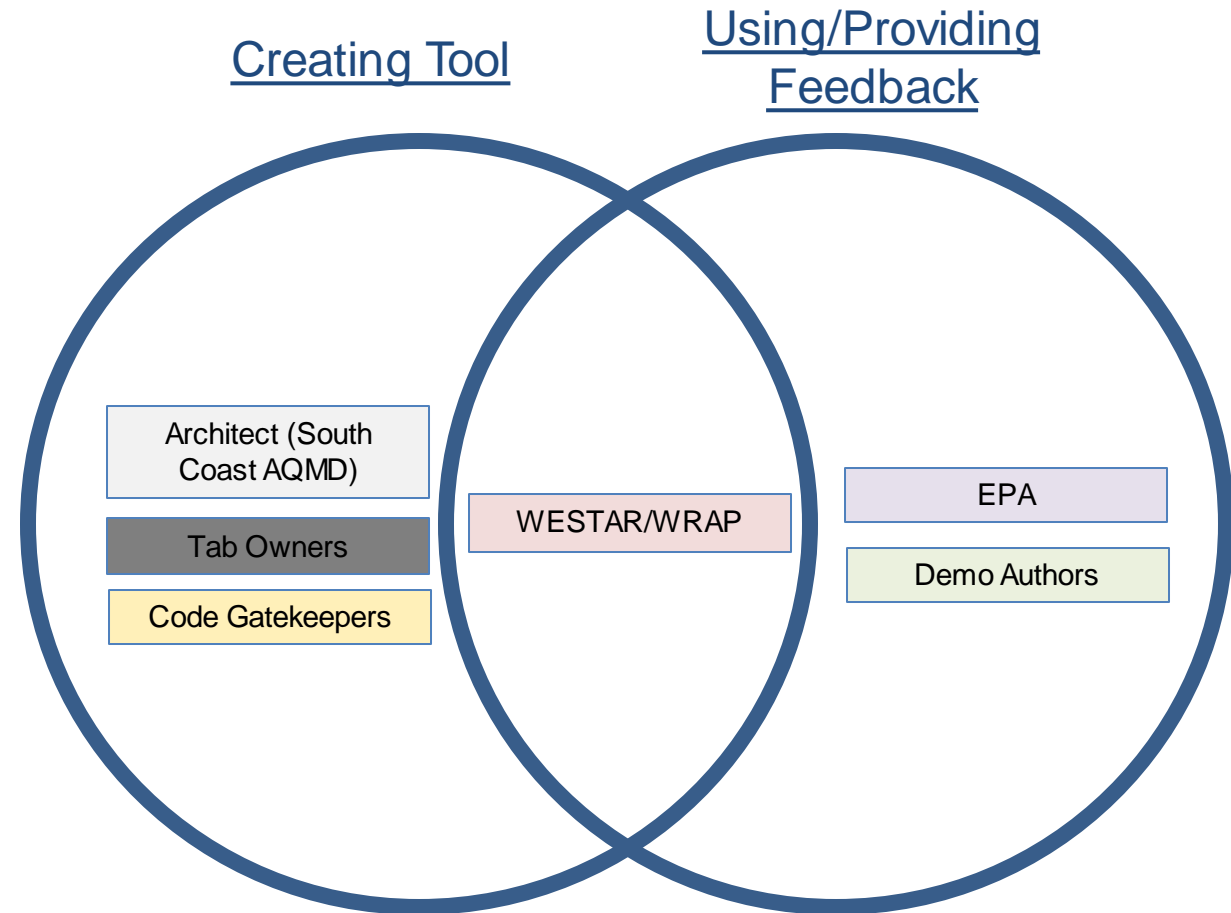 Creating Tool
Using/Providing
Feedback
Architect (South
Coast AQMD)
Tab Owners
Code Gatekeepers
WESTAR/WRAP
EPA
Demo Authors